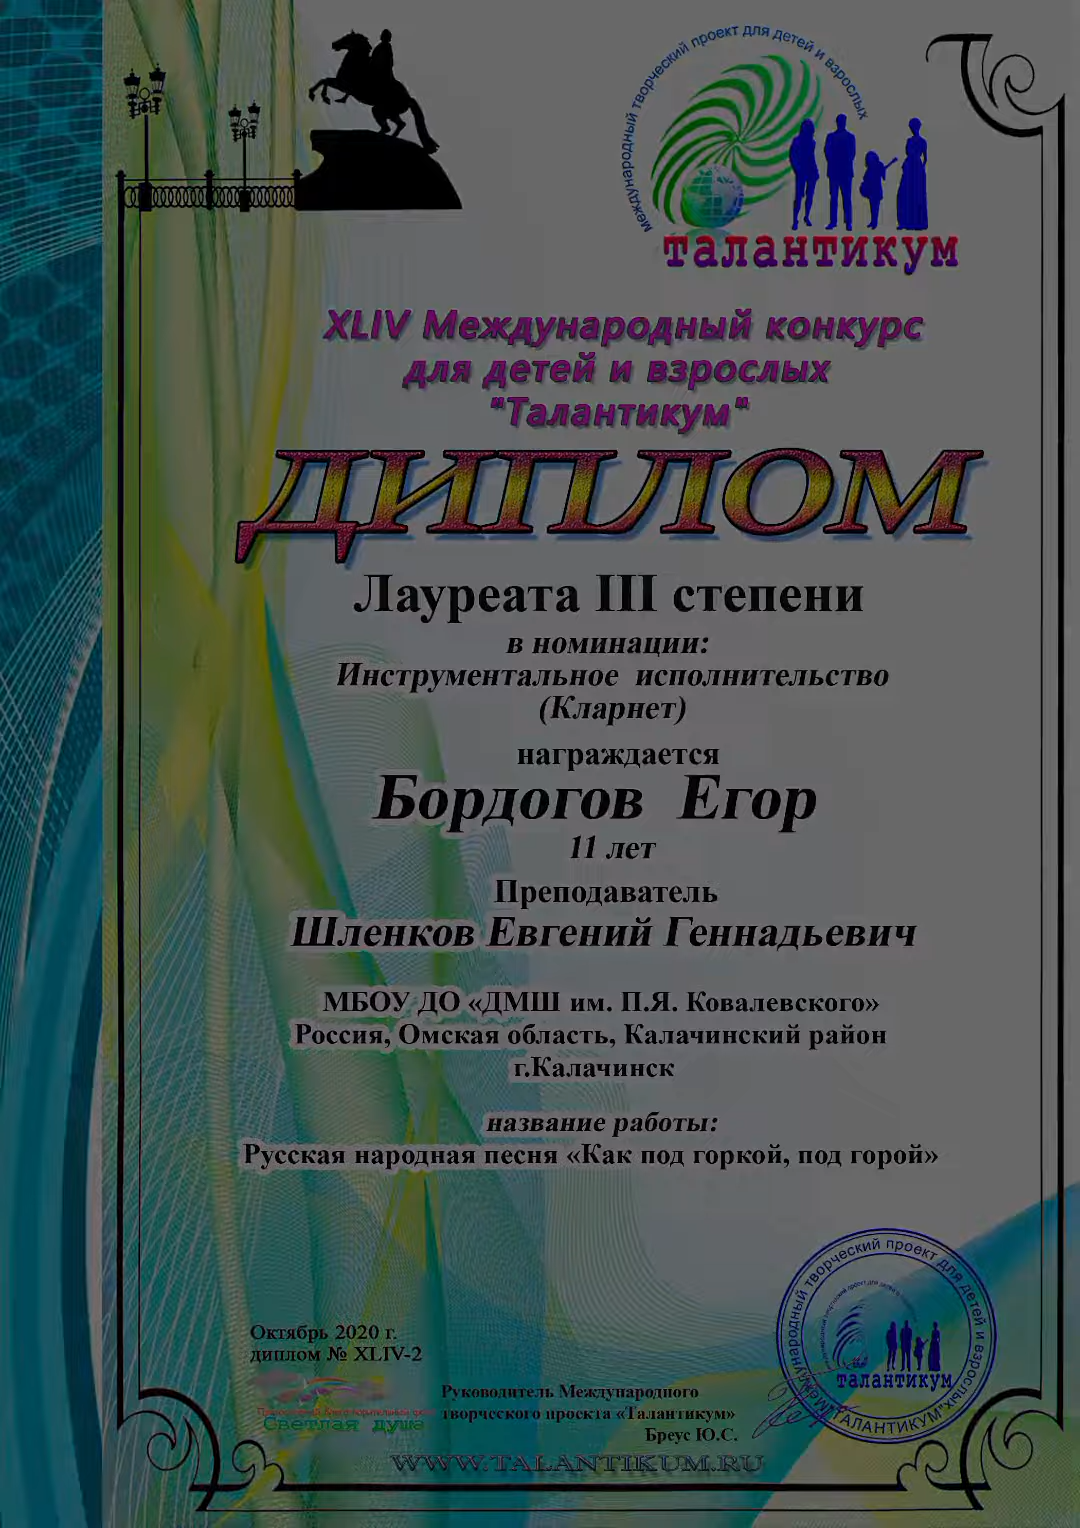 международный творческий проект для детей и взрослых
талантикум
XLIV Международный конкурс
для детей и взрослых
"Талантикум"
ДИПЛОМ
Лауреата III степени
в номинации:
Инструментальное исполнительство
(Кларнет)
награждается
Бордогов Егор
11 лет
Преподаватель
Шленков Евгений Геннадьевич
МБОУ ДО «ДМШ им. П.Я. Ковалевского»
Россия, Омская область, Калачинский район
г.Калачинск
название работы:
Русская народная песня «Как под горкой, под горой»
Октябрь 2020 г.
диплом № XLIV-2
Светлая душа
Руководитель Международного
творческого проекта «Талантикум»
Бреус Ю.С.
Международный творческий проект для детей и взрослых
"ТАЛАНТИКУМ"
талантикум
WWW.TALANTIKUM.RU